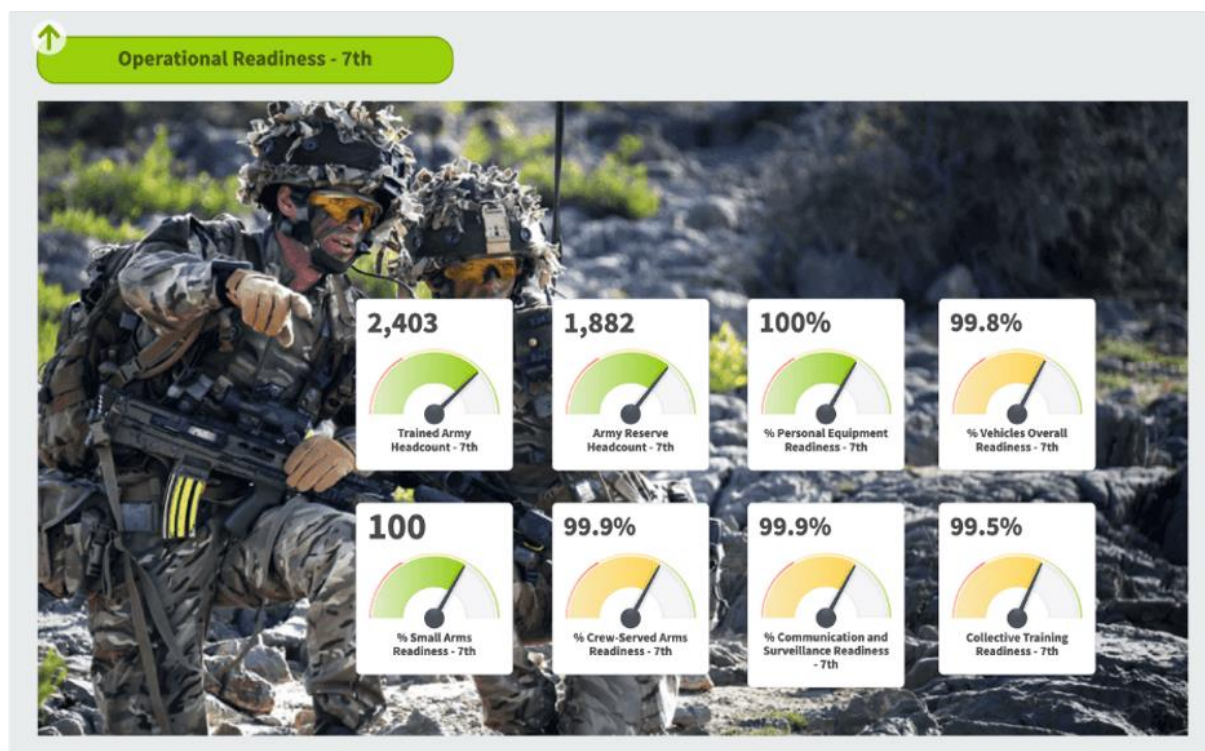 Operational Readiness - 7th
2,403
Trained Army
Headcount - 7th
1,882
Army Reserve
Headcount - 7th
100%
% Personal Equipment
Readiness - 7th
99.8%
% Vehicles Overall
Readiness - 7th
100
% Small Arms
Readiness - 7th
99.9%
% Crew-Served Arms
Readiness - 7th
99.9%
% Communication and
Surveillance Readiness
- 7th
99.5%
Collective Training
Readiness - 7th